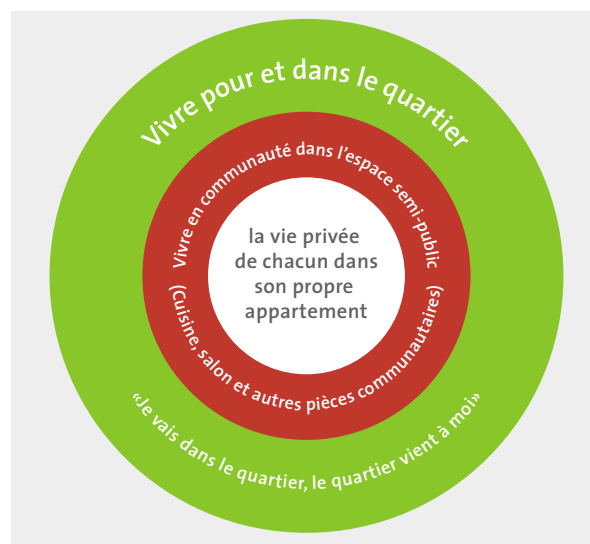 Vivre pour et dans le quartier
Vivre en communauté dans l'espace semi-public
la vie privée
de chacun dans
son propre
appartement
(Cuisine, salon et autres pièces communautaires)
«Je vais dans le quartier, le quartier vient à moi»